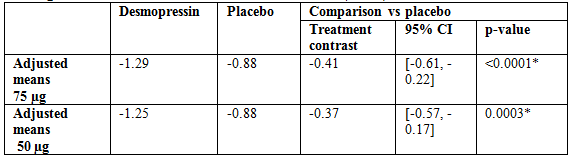 Desmopressin Placebo Comparison vs placebo
Treatment contrast 95% CI p-value
Adjusted means 75 µg -1.29 -0.88 -0.41 [-0.61, -0.22] <0.0001*
Adjusted means 50 µg -1.25 -0.88 -0.37 [-0.57, -0.17] 0.0003*